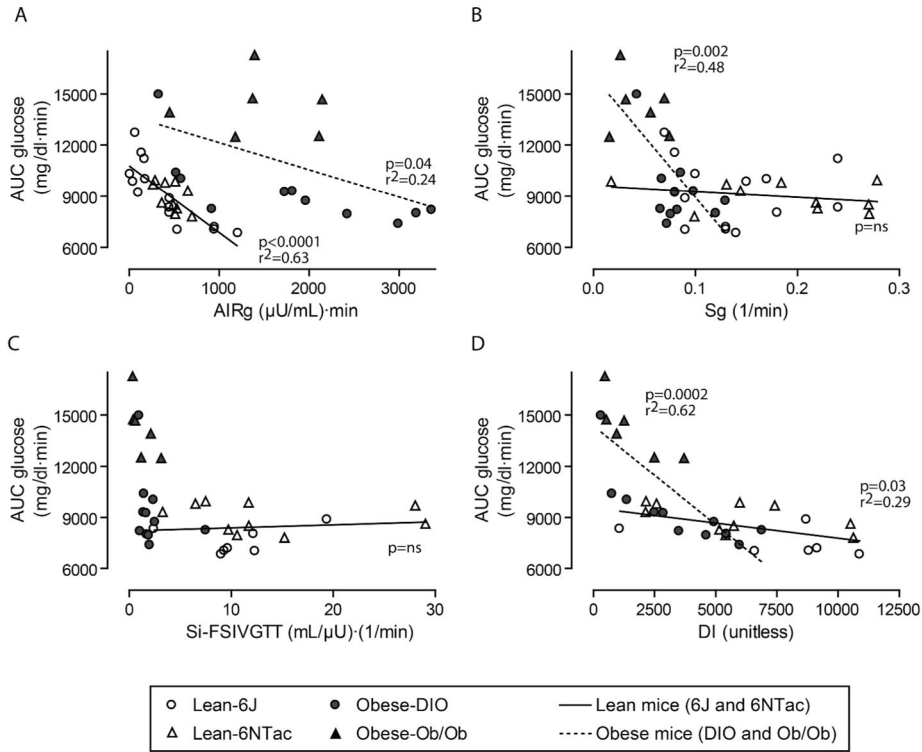 A
AUC glucose
(mg/dl·min)
15000
12000
9000
6000
p=0.04
r²=0.24
p<0.0001
r²=0.63
0
1000
2000
3000
AIRg (µU/mL)·min
B
AUC glucose
(mg/dl·min)
15000
12000
9000
6000
p=0.002
r²=0.48
p=ns
0.0
0.1
0.2
0.3
Sg (1/min)
C
AUC glucose
(mg/dl·min)
15000
12000
9000
6000
p=ns
0
10
20
30
Si-FSIVGTT (mL/µU)·(1/min)
D
AUC glucose
(mg/dl·min)
15000
12000
9000
6000
p=0.0002
r²=0.62
p=0.03
r²=0.29
0
2500
5000
7500
10000
12500
DI (unitless)
Lean-6J
Obese-DIO
Lean mice (6J and 6NTac)
Lean-6NTac
Obese-Ob/Ob
Obese mice (DIO and Ob/Ob)